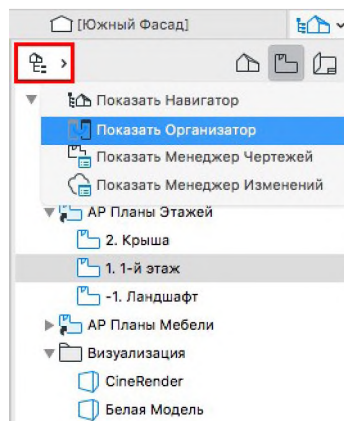 [Южный Фасад]
Показать Навигатор
Показать Организатор
Показать Менеджер Чертежей
Показать Менеджер Изменений
АР Планы Этажей
2. Крыша
1. 1-й этаж
-1. Ландшафт
АР Планы Мебели
Визуализация
CineRender
Белая Модель